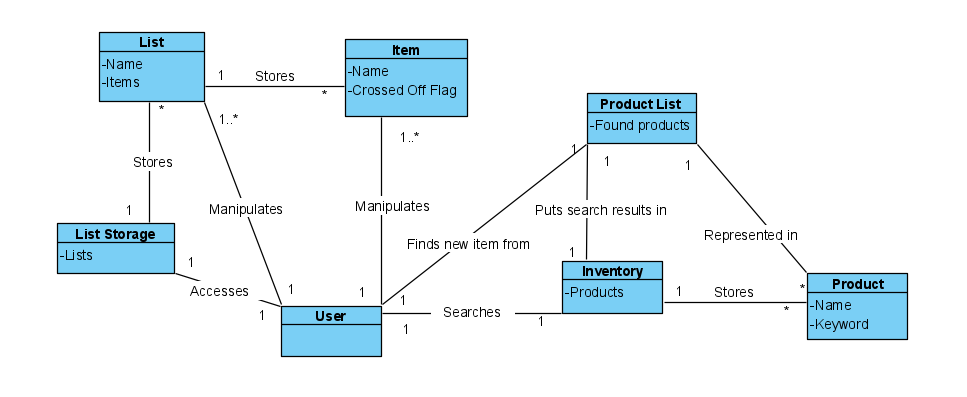 List
-Name
-Items
Item
-Name
-Crossed Off Flag
1
Stores
*
Product List
-Found products
*
1..*
1..*
1
1
1
Stores
Manipulates
Manipulates
Puts search results in
1
List Storage
-Lists
Finds new item from
Represented in
1
1
Inventory
-Products
Accesses
Product
-Name
-Keyword
1
1
1
1
Stores
*
*
1
User
1
Searches
1